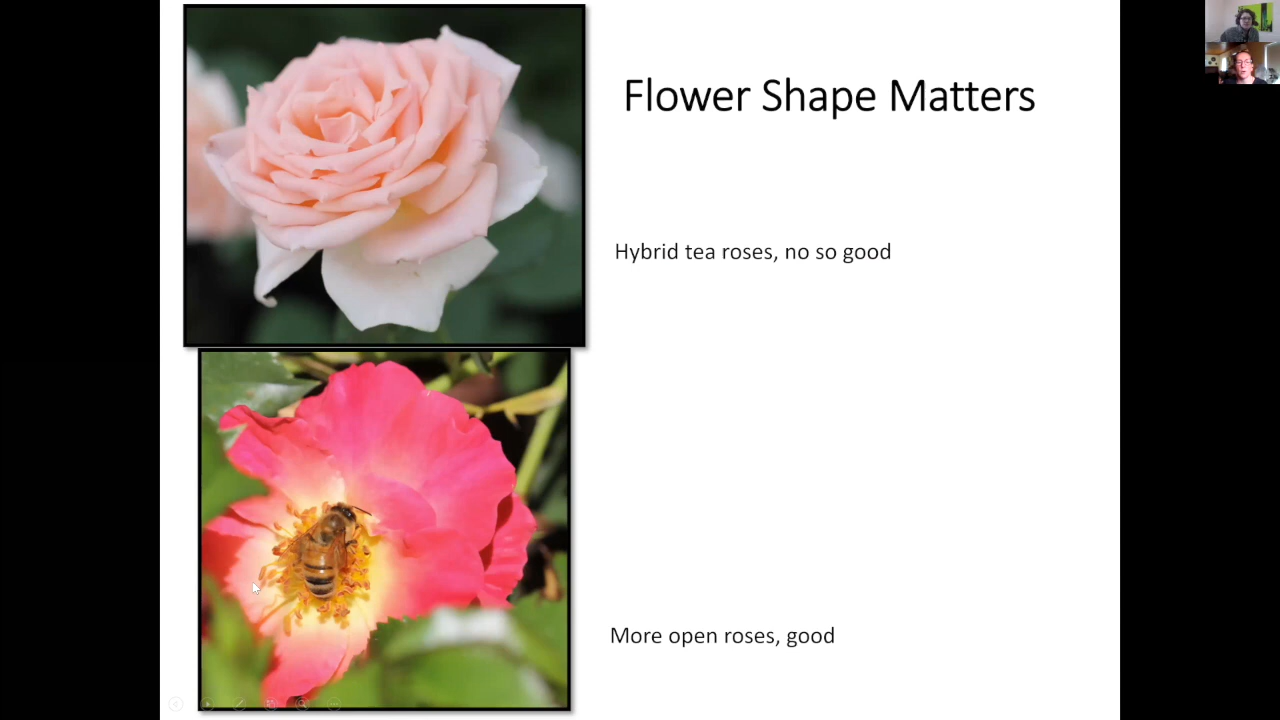 Flower Shape Matters
Hybrid tea roses, no so good
More open roses, good